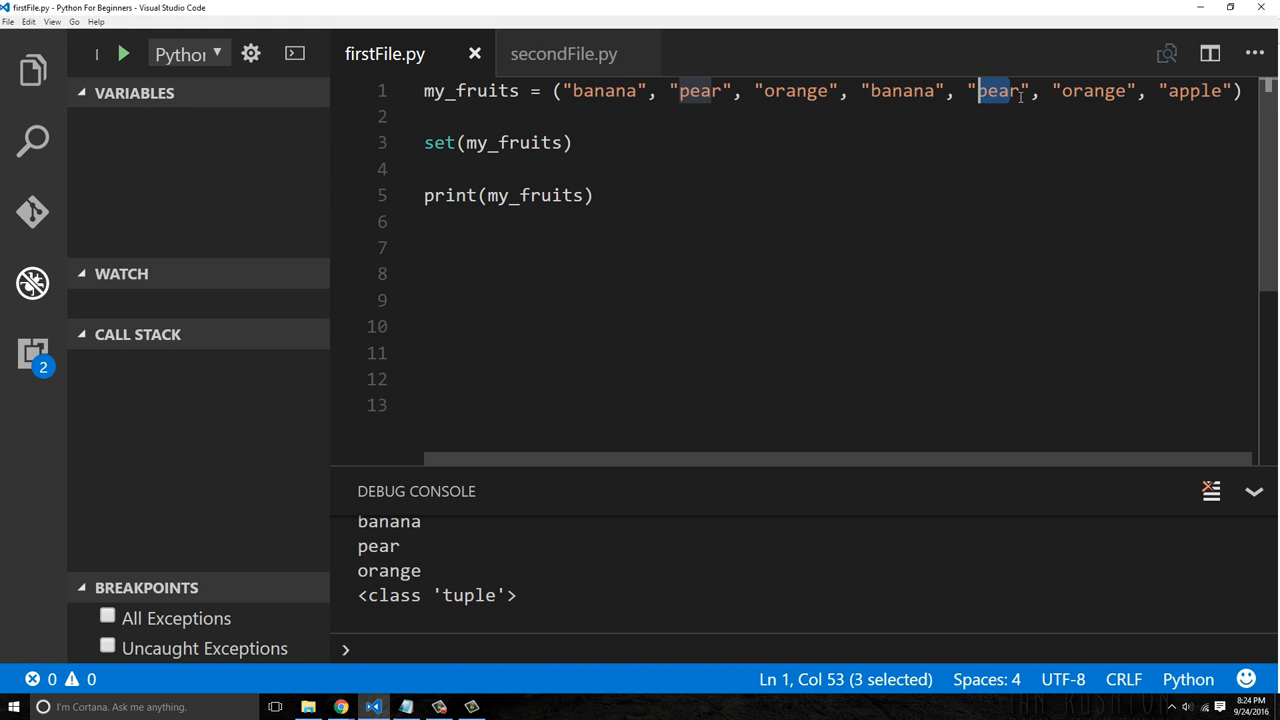 firstFile.py - Python For Beginners - Visual Studio Code
File Edit View Go Help
Python
firstFile.py
secondFile.py
VARIABLES
WATCH
CALL STACK
2
BREAKPOINTS
All Exceptions
Uncaught Exceptions
1 my_fruits = ("banana", "pear", "orange", "banana", "pear", "orange", "apple")
2
3 set(my_fruits)
4
5 print(my_fruits)
6
7
8
9
10
11
12
13
DEBUG CONSOLE
banana
pear
orange
<class 'tuple'>
0 0 Ln 1, Col 53 (3 selected) Spaces: 4 UTF-8 CRLF Python
I'm Cortana. Ask me anything.
8:24 PM
9/24/2016